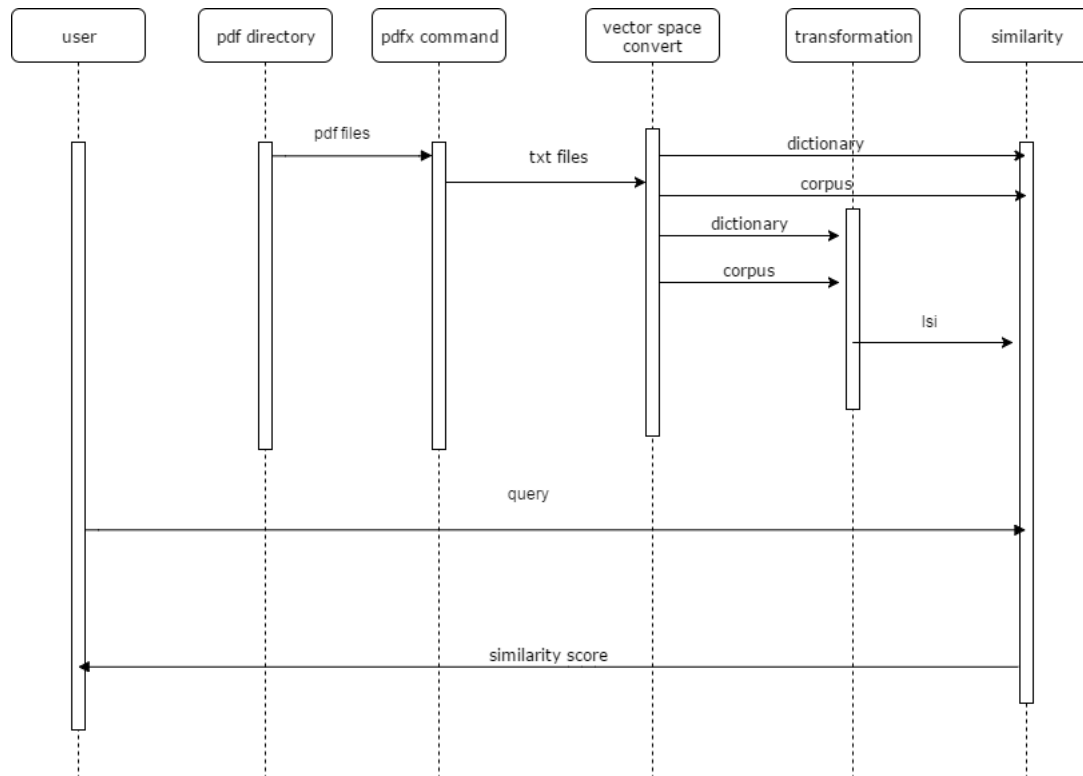 user
pdf directory
pdfx command
vector space
convert
transformation
similarity
pdf files
dictionary
txt files
corpus
dictionary
corpus
lsi
query
similarity score